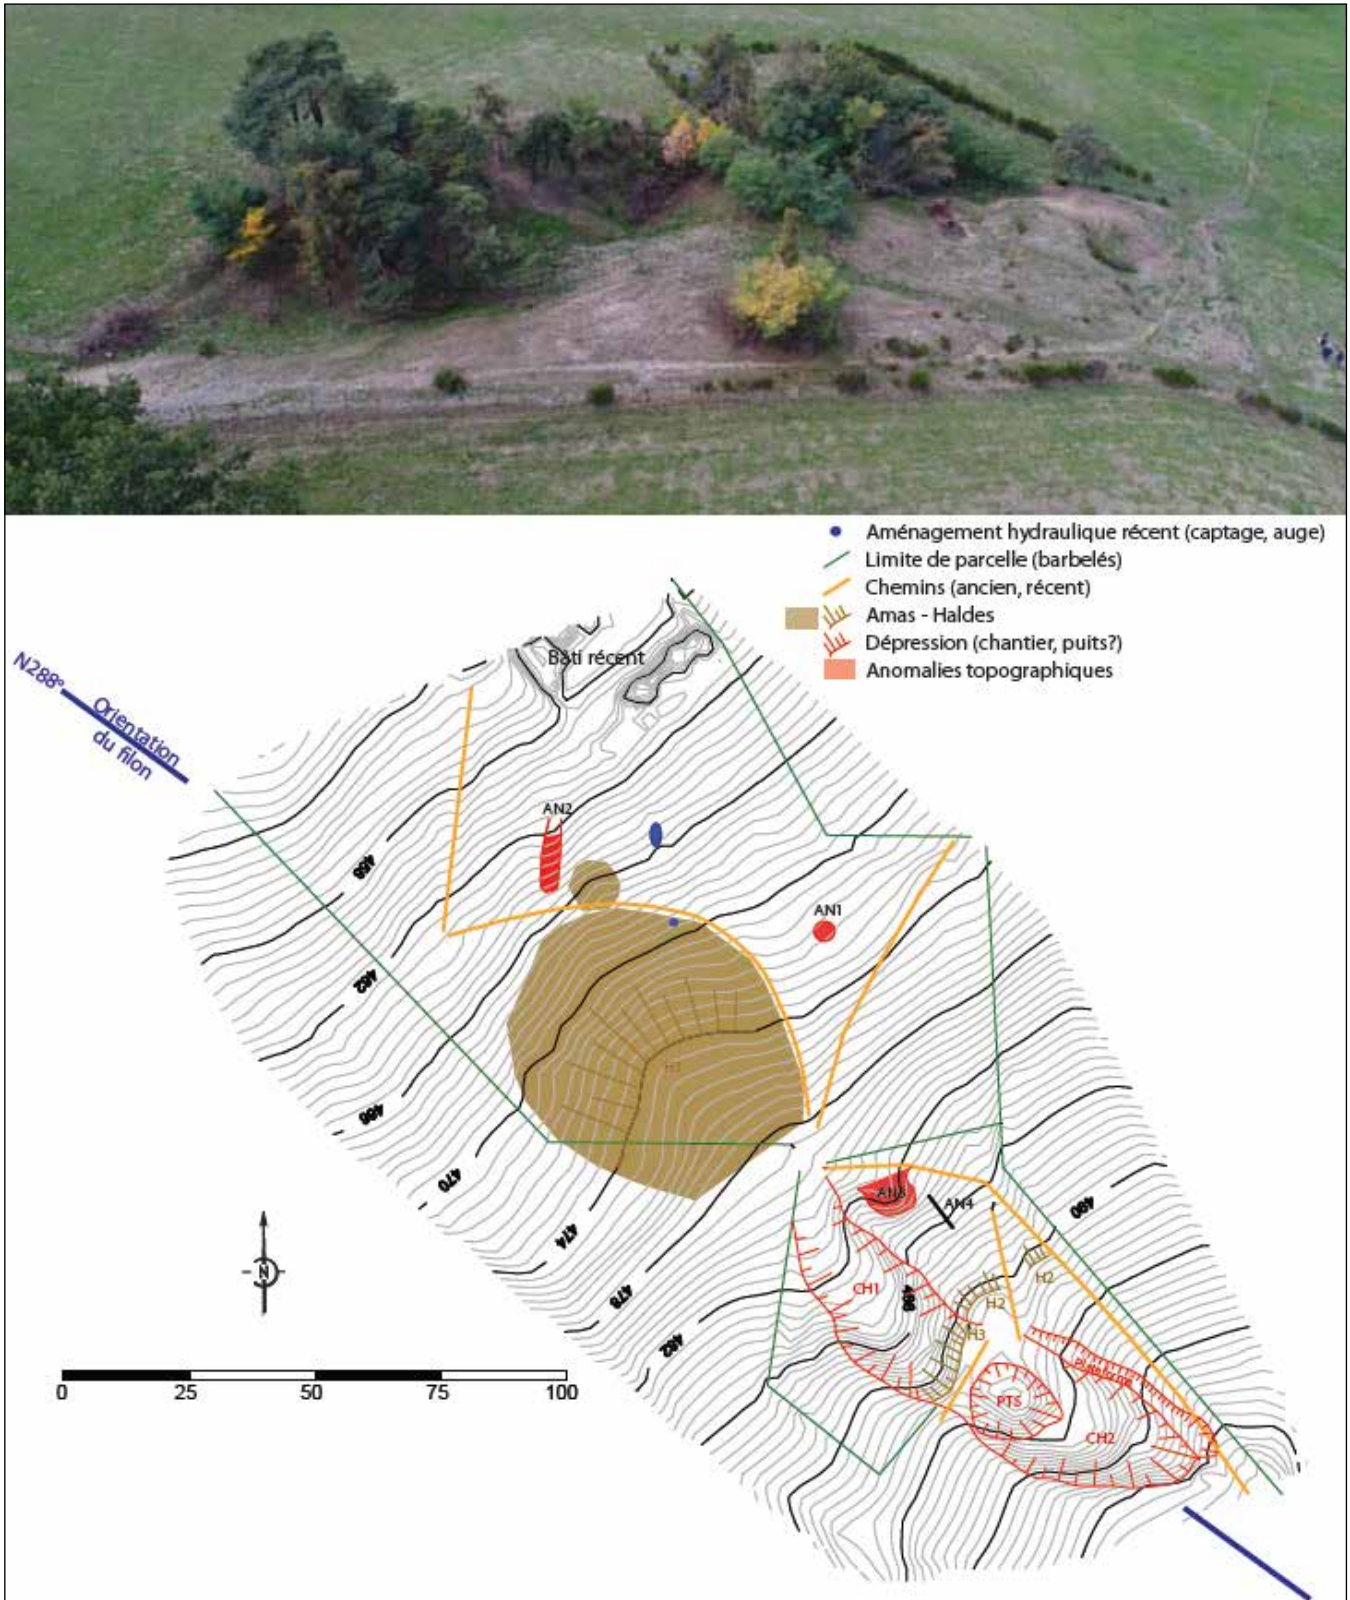 Aménagement hydraulique récent (captage, auge)
Limite de parcelle (barbelés)
Chemins (ancien, récent)
Amas - Haldes
Dépression (chantier, puits?)
Anomalies topographiques
Bâti récent
N288°
Orientation
du filon
AN2
AN1
458
462
466
470
474
478
482
AN3
AN4
490
H2
CH1
486
H2
H3
Plateforme
PTS
CH2
N
0 25 50 75 100